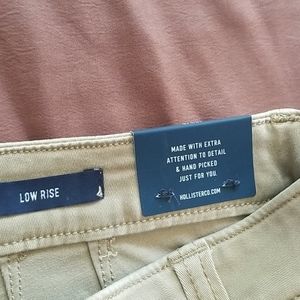 MADE WITH EXTRA
ATTENTION TO DETAIL
& HAND PICKED
JUST FOR YOU.
HOLLISTERCO.COM
LOW RISE